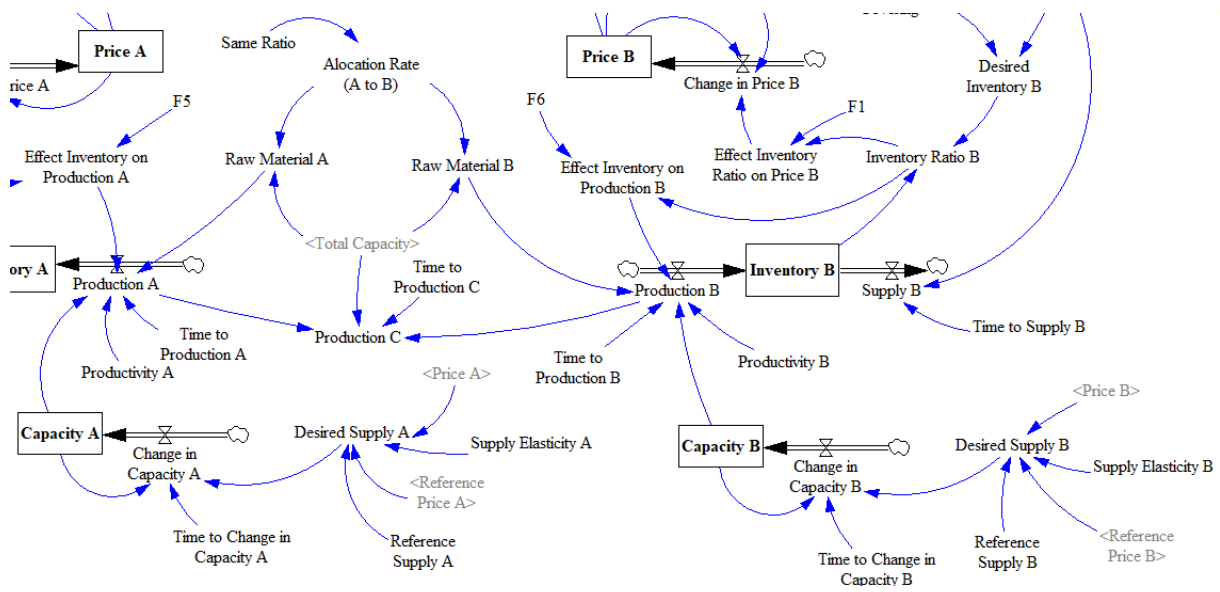 Same Ratio
Price A
Price B
Alocation Rate
(A to B)
Change in Price B
Desired
Inventory B
Price A
F5
F6
F1
Effect Inventory on
Production A
Raw Material A
Raw Material B
Effect Inventory on
Production B
Effect Inventory
Ratio on Price B
Inventory Ratio B
<Total Capacity>
ory A
Production A
Time to
Production C
Production B
Inventory B
Supply B
Production C
Time to
Production A
Productivity A
Time to
Production B
Productivity B
Time to Supply B
<Price A>
<Price B>
Capacity A
Change in
Capacity A
Desired Supply A
Supply Elasticity A
Capacity B
Change in
Capacity B
Desired Supply B
Supply Elasticity B
<Reference
Price A>
Time to Change in
Capacity A
Reference
Supply A
Time to Change in
Capacity B
Reference
Supply B
<Reference
Price B>